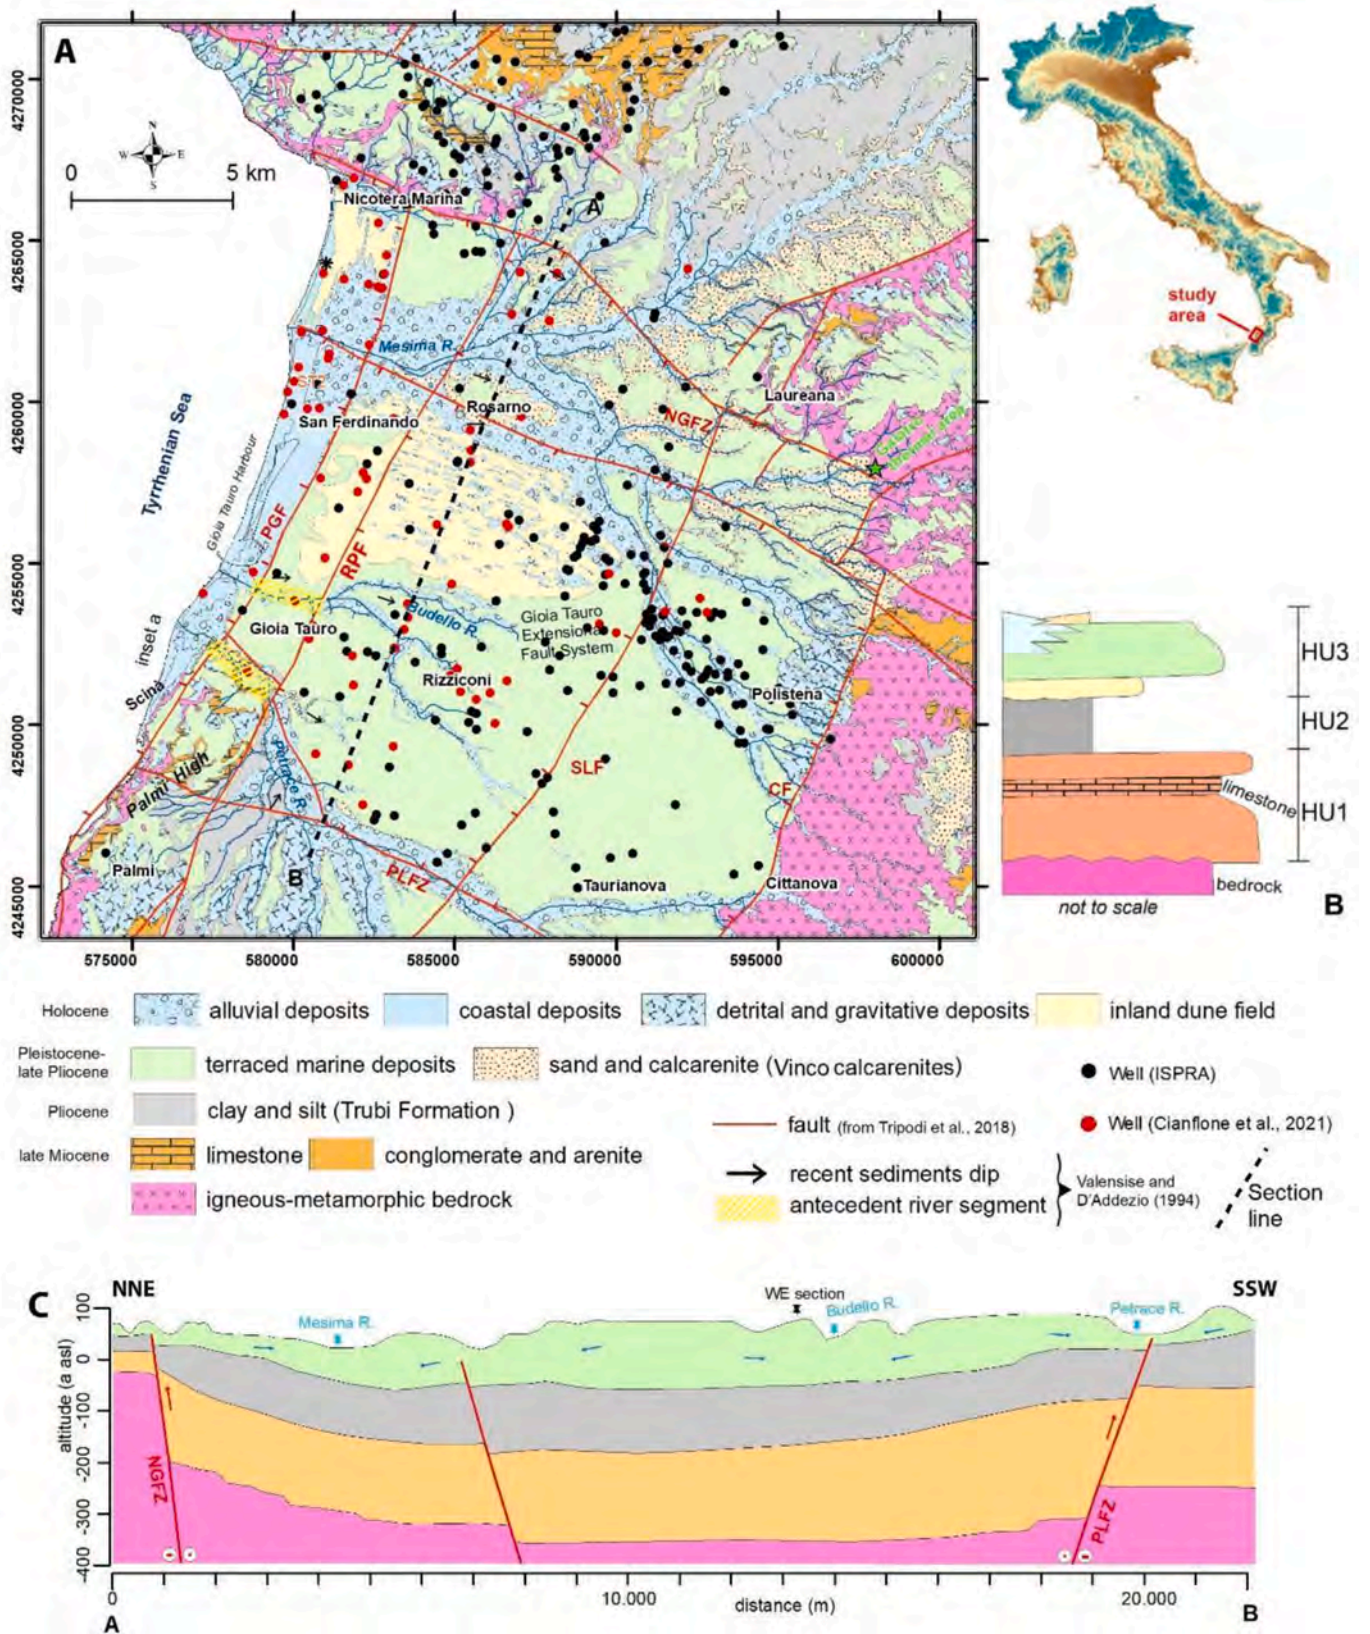 A
4270000
4265000
4260000
4255000
4250000
4245000
N
W E
S
0 5 km
Nicotera Marina
A
Mesima R.
STF
San Ferdinando
Rosarno
NGFZ
Laureana
Galatro
thermal area
Tyrrhenian Sea
Gioia Tauro Harbour
PGF
RPF
inset a
Gioia Tauro
Budello R.
Gioia Tauro
Extensional
Fault System
Scinà
Rizziconi
Polistena
Palmi High
Petrace R.
SLF
CF
Palmi
B
PLFZ
Taurianova
Cittanova
575000 580000 585000 590000 595000 600000
study
area
HU3
HU2
limestone
HU1
bedrock
not to scale
B
Holocene alluvial deposits coastal deposits detrital and gravitative deposits inland dune field
Pleistocene-
late Pliocene terraced marine deposits sand and calcarenite (Vinco calcarenites)
Well (ISPRA)
Pliocene clay and silt (Trubi Formation )
fault (from Tripodi et al., 2018) Well (Cianflone et al., 2021)
late Miocene limestone conglomerate and arenite
recent sediments dip
igneous-metamorphic bedrock
antecedent river segment
Valensise and
D'Addezio (1994)
Section
line
C
NNE
SSW
WE section
Mesima R.
Budello R.
Petrace R.
altitude (a asl)
100
0
-100
-200
-300
-400
NGFZ
PLFZ
0 10.000 20.000
distance (m)
A B